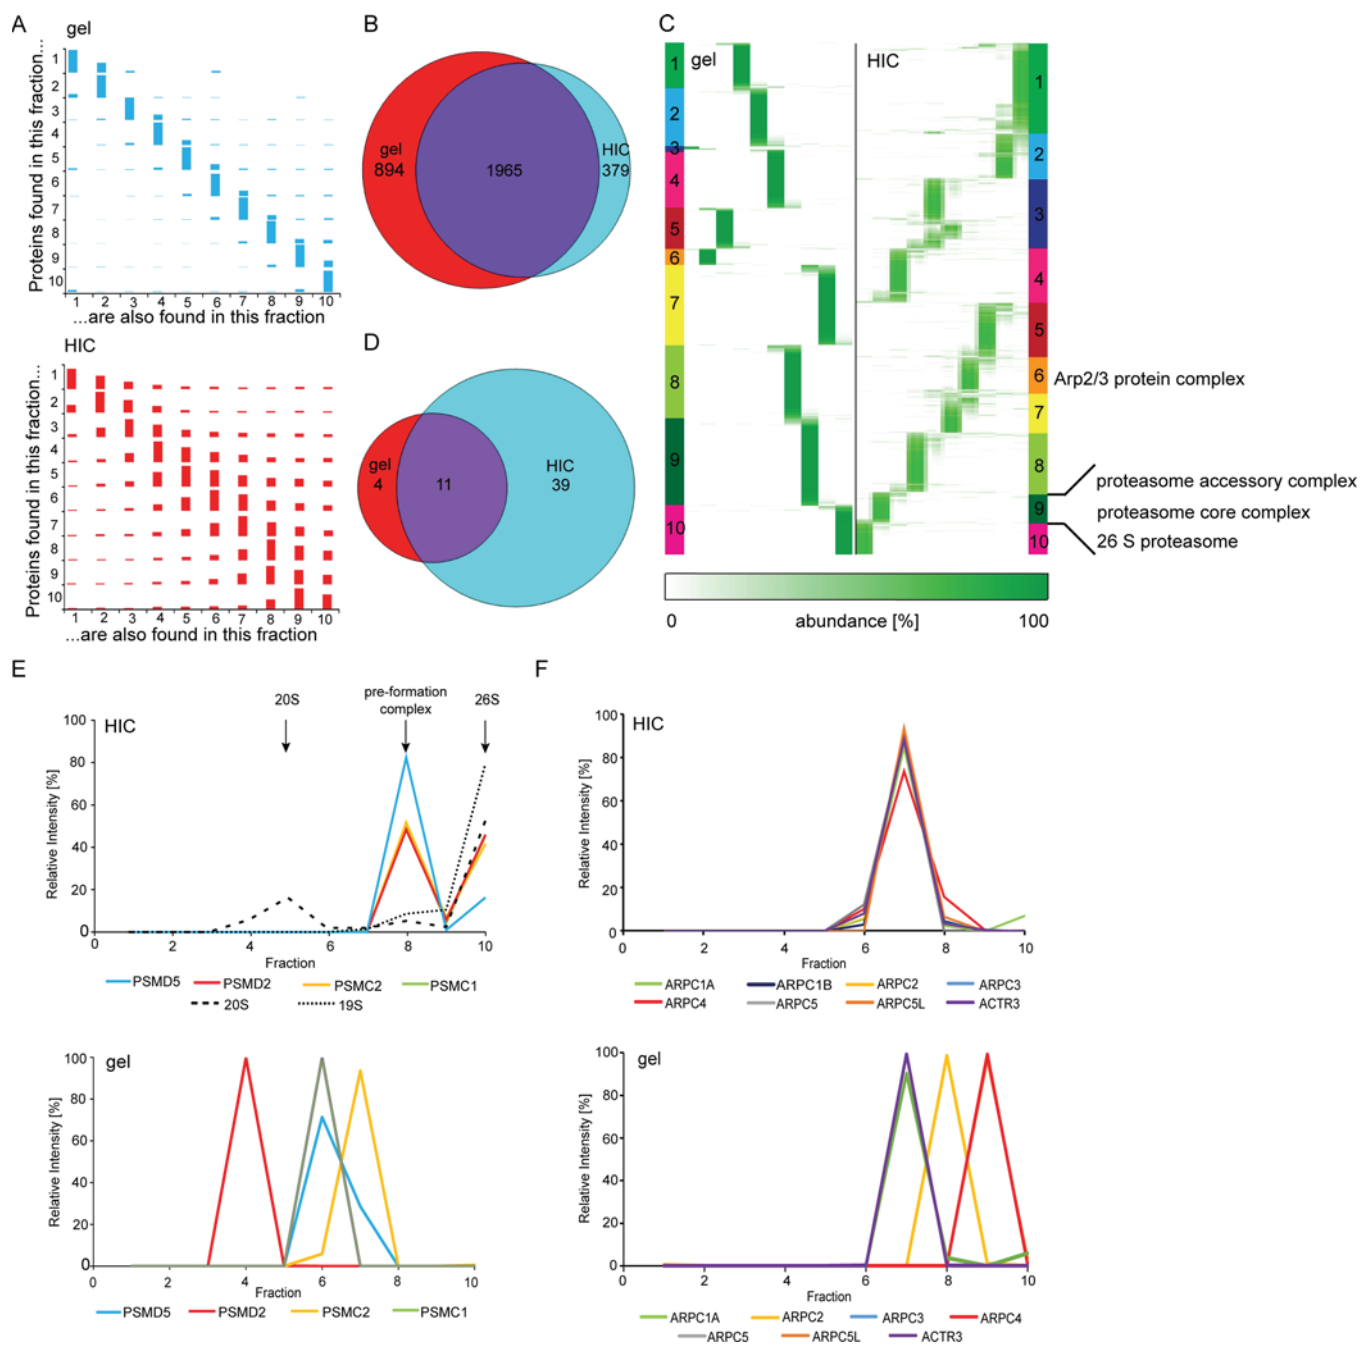 A
gel
Proteins found in this fraction...
1
2
3
4
5
6
7
8
9
10
1 2 3 4 5 6 7 8 9 10
...are also found in this fraction
HIC
Proteins found in this fraction...
1
2
3
4
5
6
7
8
9
10
1 2 3 4 5 6 7 8 9 10
...are also found in this fraction
B
gel
894
1965
HIC
379
D
gel
4
11
HIC
39
C
gel
HIC
1
2
3
4
5
6
7
8
9
10
1
2
3
4
5
6
7
8
9
10
Arp2/3 protein complex
proteasome accessory complex
proteasome core complex
26 S proteasome
0 abundance [%] 100
E
HIC
20S
pre-formation
complex
26S
Relative Intensity [%]
100
80
60
40
20
0
0 2 4 6 8 10
Fraction
PSMD5 PSMD2 PSMC2 PSMC1
20S 19S
gel
Relative Intensity [%]
100
80
60
40
20
0
0 2 4 6 8 10
Fraction
PSMD5 PSMD2 PSMC2 PSMC1
F
HIC
Relative Intensity [%]
100
80
60
40
20
0
0 2 4 6 8 10
Fraction
ARPC1A ARPC1B ARPC2 ARPC3
ARPC4 ARPC5 ARPC5L ACTR3
gel
Relative Intensity [%]
100
80
60
40
20
0
0 2 4 6 8 10
Fraction
ARPC1A ARPC2 ARPC3 ARPC4
ARPC5 ARPC5L ACTR3